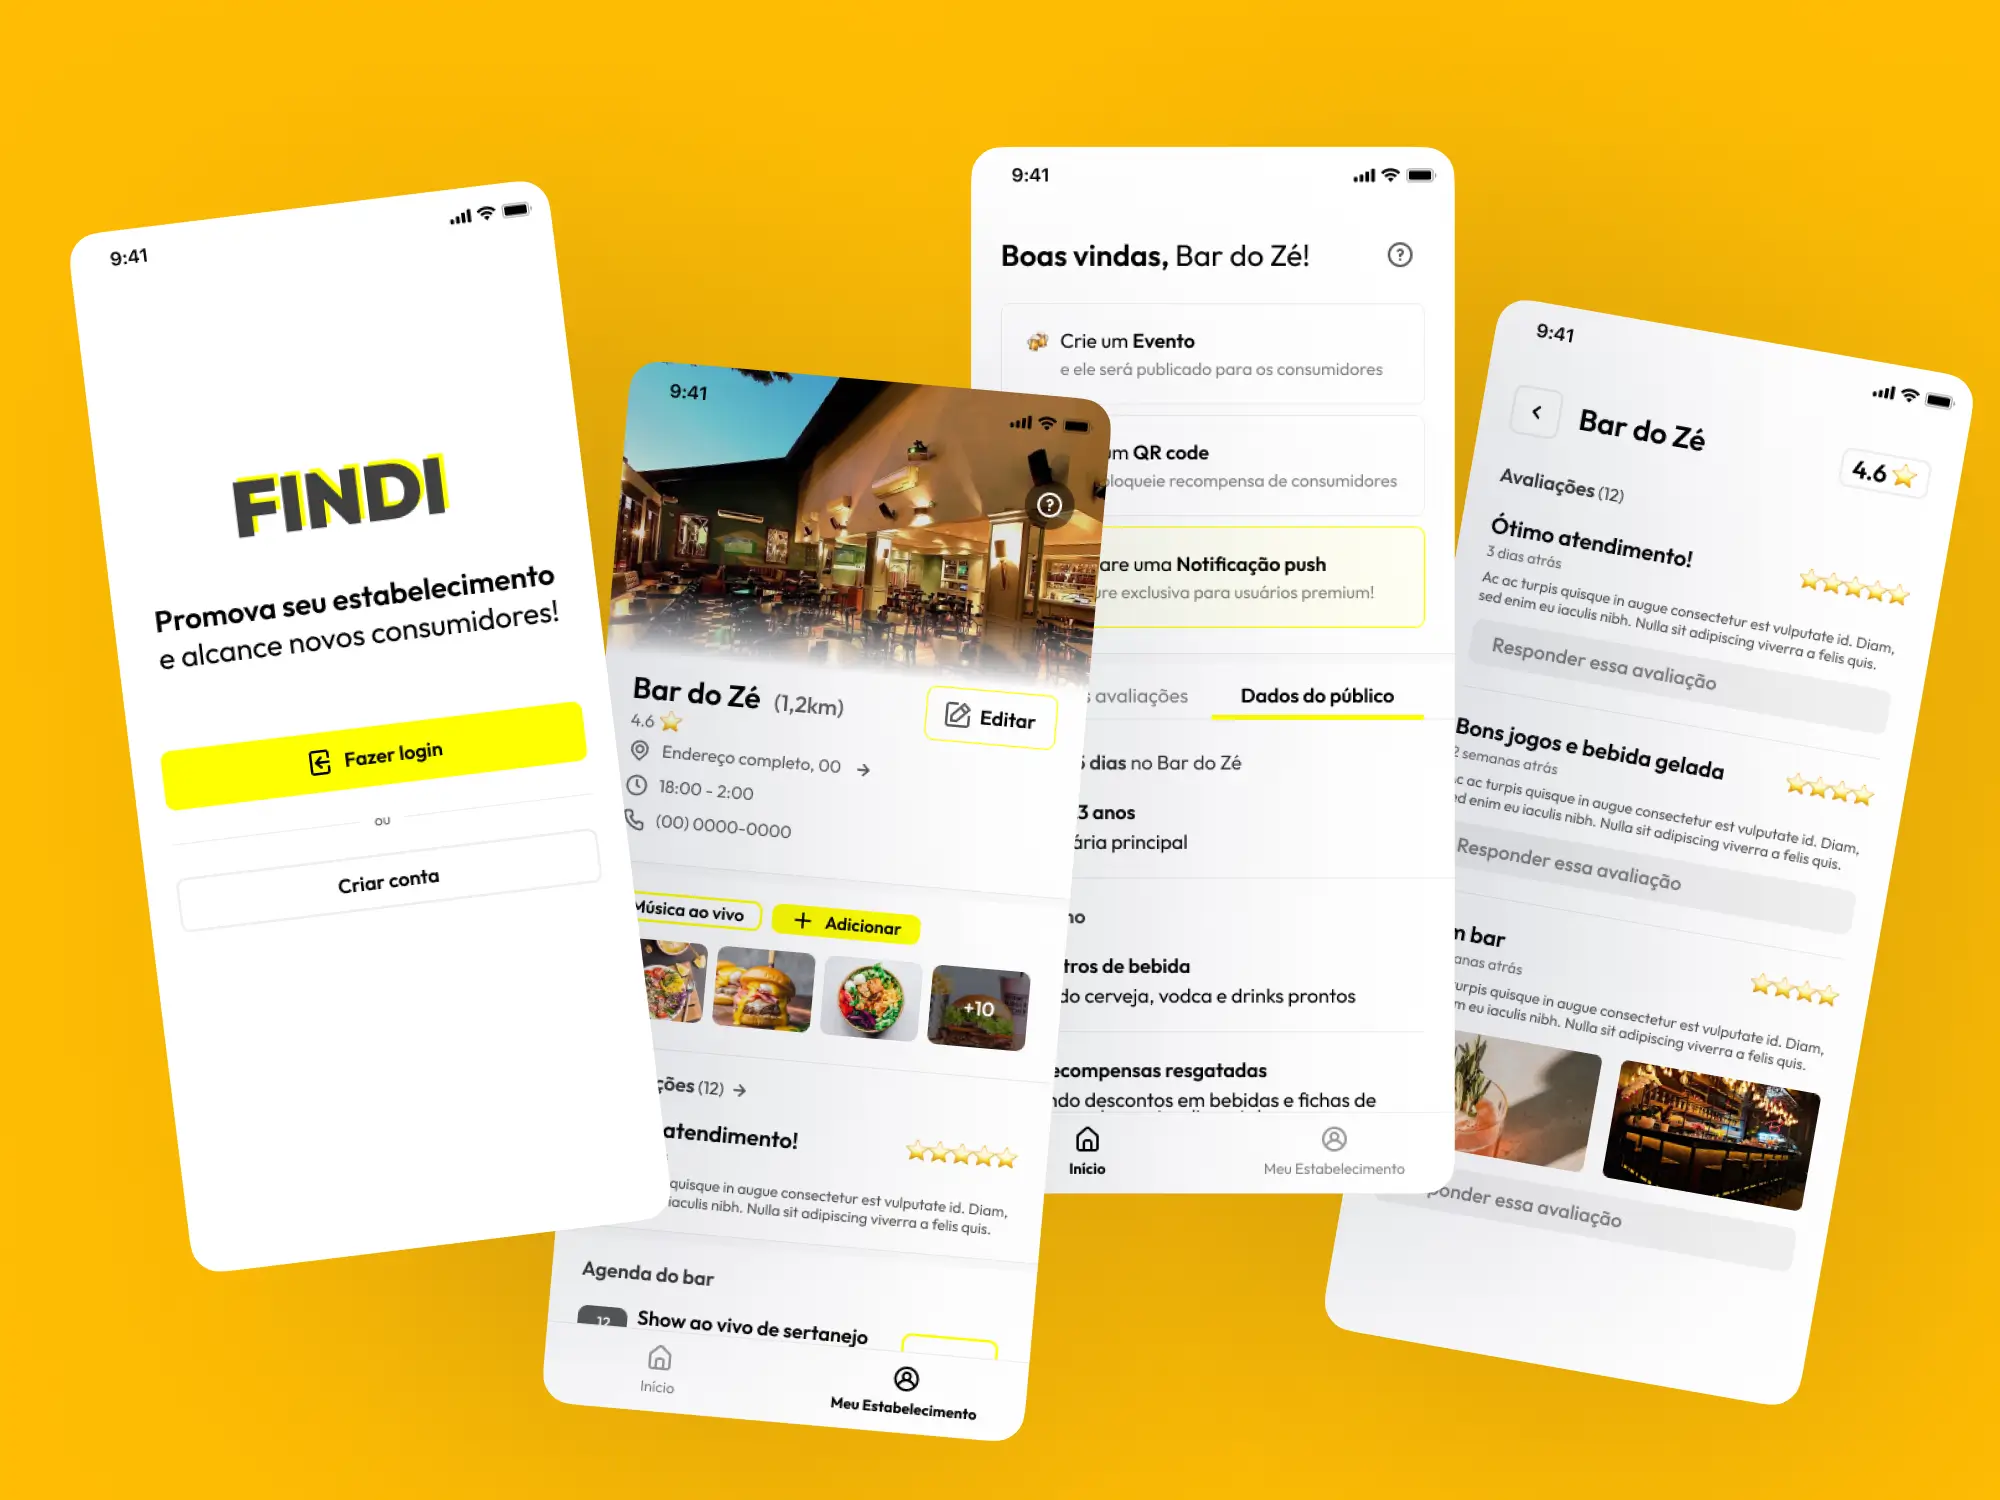 9:41
FINDI
Promova seu estabelecimento
e alcance novos consumidores!
Fazer login
ou
Criar conta
9:41
Bar do Zé (1,2km)
4.6
Editar
Endereço completo, 00
18:00 - 2:00
(00) 0000-0000
Música ao vivo
Adicionar
+10
ções (12)
atendimento!
quisque in augue consectetur est vulputate id. Diam,
iaculis nibh. Nulla sit adipiscing viverra a felis quis.
Agenda do bar
12
Show ao vivo de sertanejo
Início
Meu Estabelecimento
9:41
Boas vindas, Bar do Zé!
Crie um Evento
e ele será publicado para os consumidores
um QR code
bloqueie recompensa de consumidores
are uma Notificação push
ure exclusiva para usuários premium!
s avaliações
Dados do público
dias no Bar do Zé
3 anos
ária principal
no
tros de bebida
do cerveja, vodca e drinks prontos
ecompensas resgatadas
ndo descontos em bebidas e fichas de
Início
Meu Estabelecimento
9:41
Bar do Zé
4.6
Avaliações (12)
Ótimo atendimento!
3 dias atrás
Ac ac turpis quisque in augue consectetur est vulputate id. Diam,
sed enim eu iaculis nibh. Nulla sit adipiscing viverra a felis quis.
Responder essa avaliação
Bons jogos e bebida gelada
2 semanas atrás
Ac ac turpis quisque in augue consectetur est vulputate id. Diam,
ed enim eu iaculis nibh. Nulla sit adipiscing viverra a felis quis.
Responder essa avaliação
m bar
anas atrás
urpis quisque in augue consectetur est vulputate id. Diam,
m eu iaculis nibh. Nulla sit adipiscing viverra a felis quis.
ponder essa avaliação